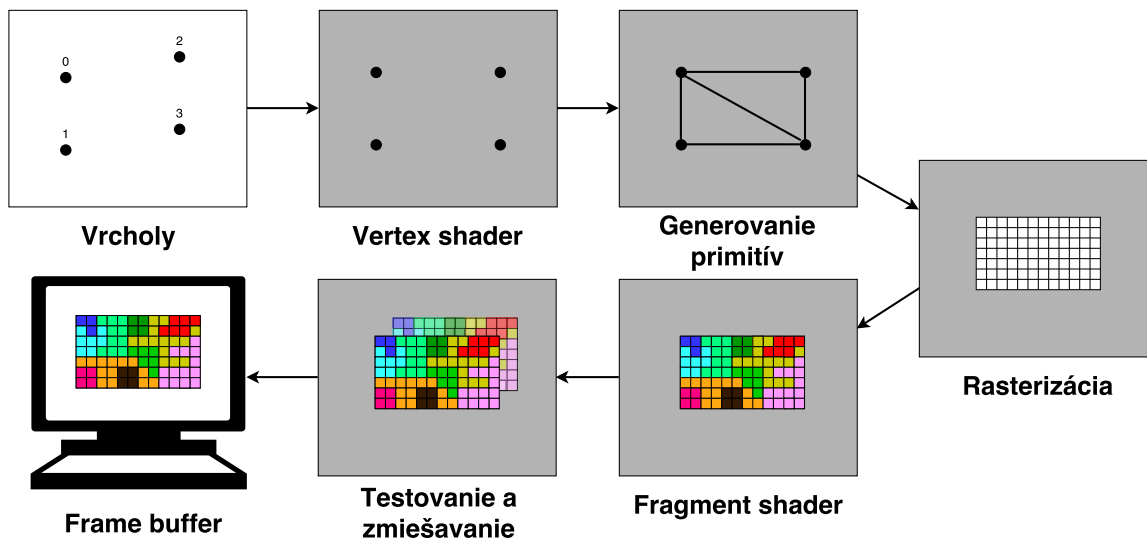 0
2
1
3
Vrcholy
Vertex shader
Generovanie
primitív
Rasterizácia
Fragment shader
Testovanie a
zmiešavanie
Frame buffer